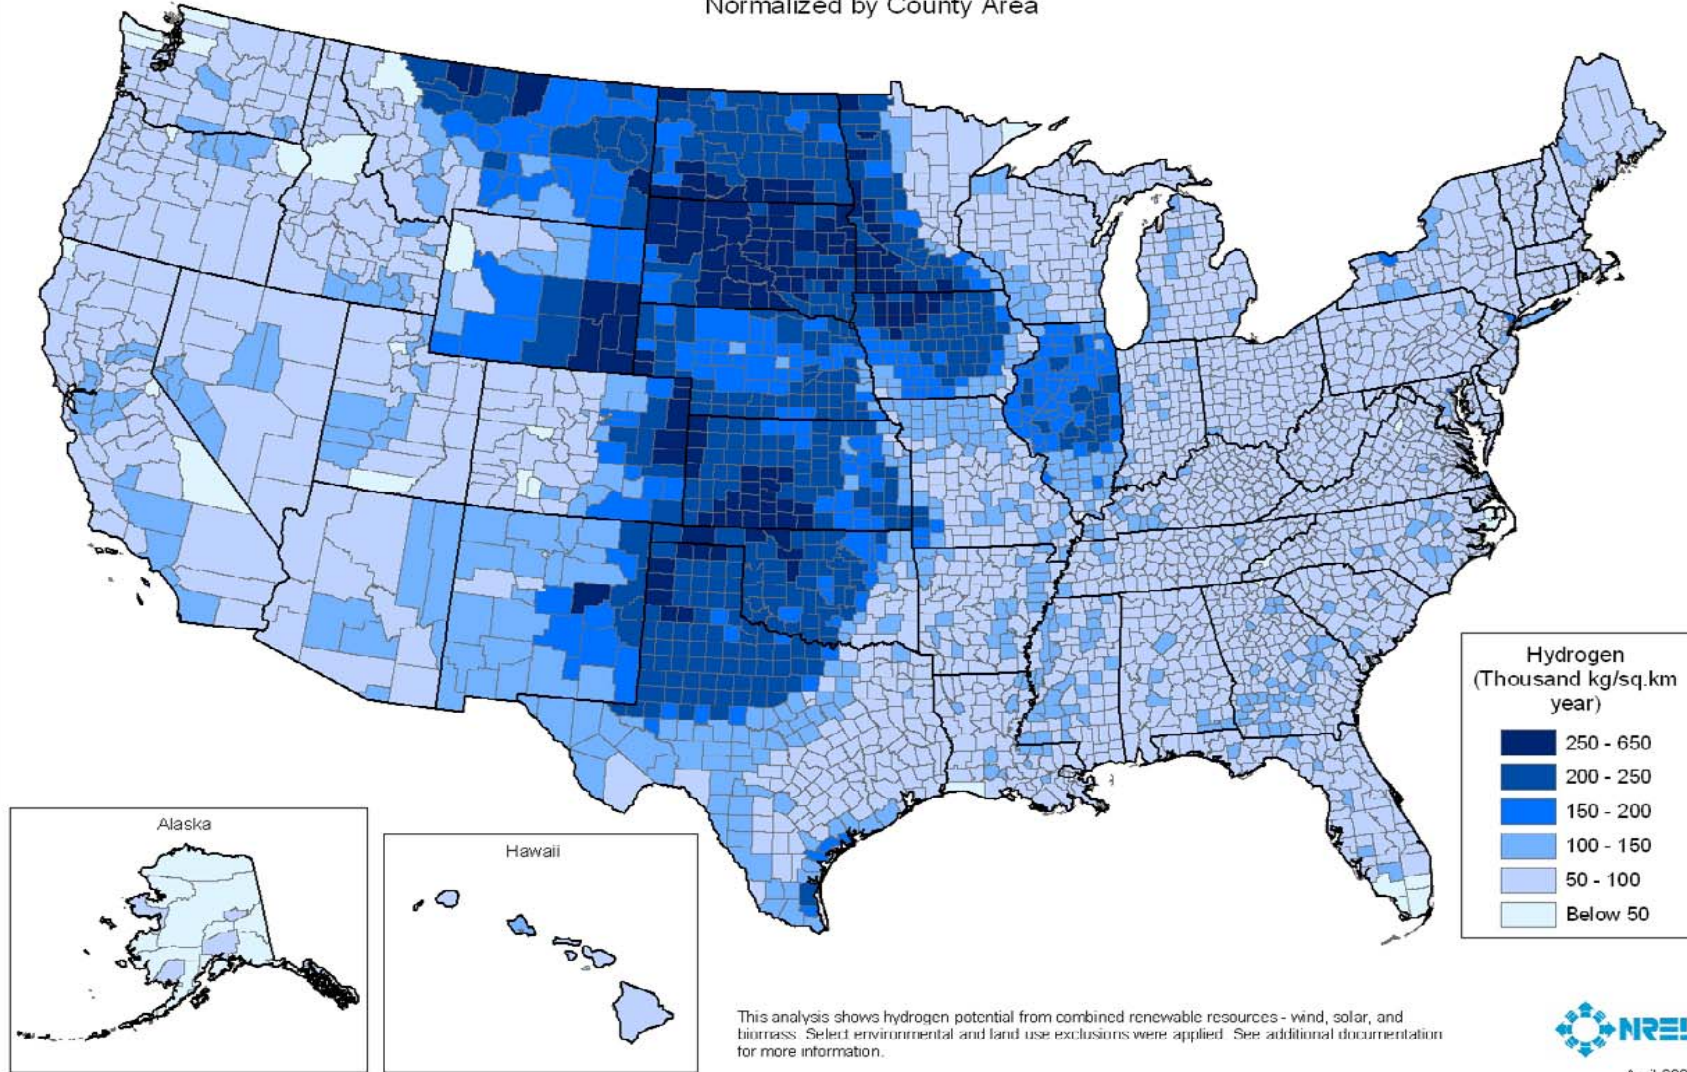 Normalized by County Area
Hydrogen
(Thousand kg/sq.km
year)
250 - 650
200 - 250
150 - 200
100 - 150
50 - 100
Below 50
Alaska
Hawaii
This analysis shows hydrogen potential from combined renewable resources - wind, solar, and
biomass. Select environmental and land use exclusions were applied. See additional documentation
for more information.
NREL